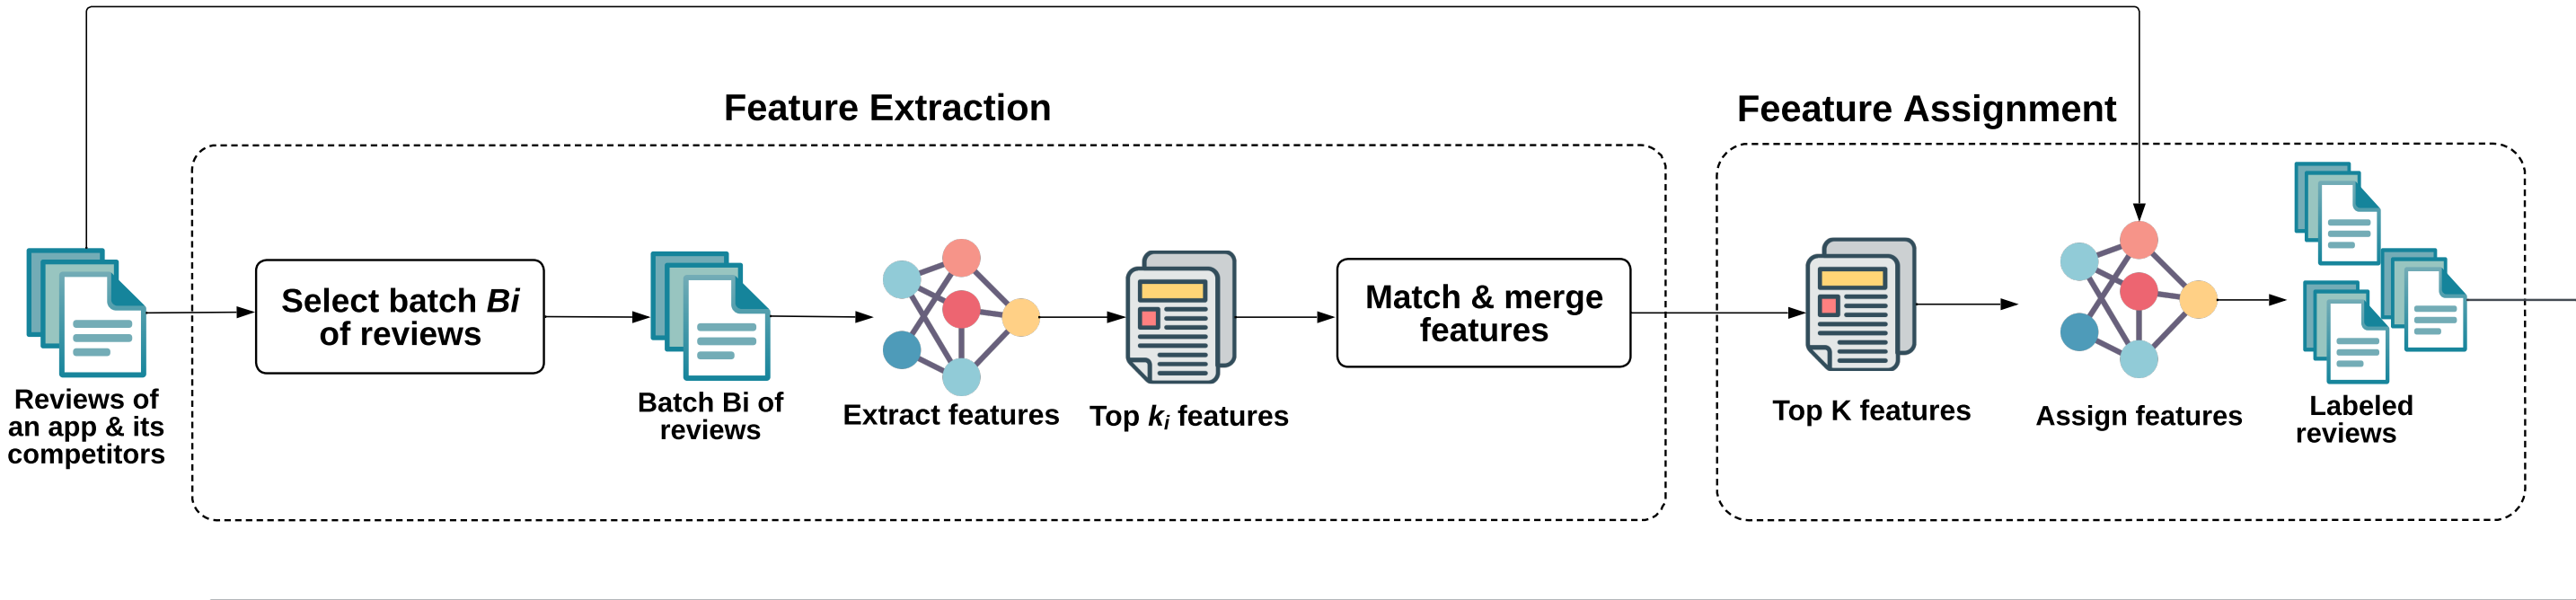 Feature Extraction
Feeature Assignment
Reviews of
an app & its
competitors
Select batch Bi
of reviews
Batch Bi of
reviews
Extract features
Top ki features
Match & merge
features
Top K features
Assign features
Labeled
reviews